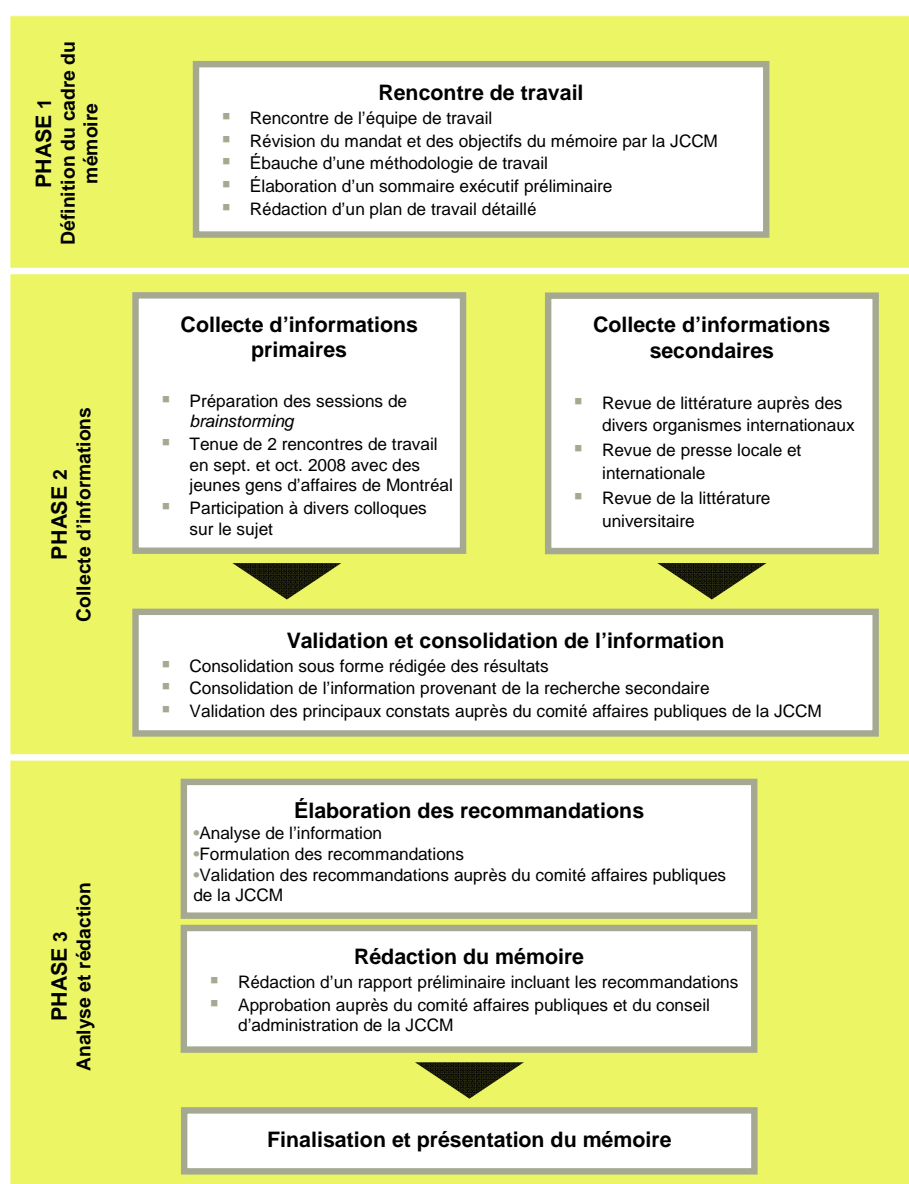 PHASE 1
Définition du cadre du
mémoire
Rencontre de travail
▪ Rencontre de l'équipe de travail
▪ Révision du mandat et des objectifs du mémoire par la JCCM
▪ Ébauche d'une méthodologie de travail
▪ Élaboration d'un sommaire exécutif préliminaire
▪ Rédaction d'un plan de travail détaillé
PHASE 2
Collecte d'informations
Collecte d'informations
primaires
▪ Préparation des sessions de
brainstorming
▪ Tenue de 2 rencontres de travail
en sept. et oct. 2008 avec des
jeunes gens d'affaires de Montréal
▪ Participation à divers colloques
sur le sujet
Collecte d'informations
secondaires
▪ Revue de littérature auprès des
divers organismes internationaux
▪ Revue de presse locale et
internationale
▪ Revue de la littérature
universitaire
Validation et consolidation de l'information
▪ Consolidation sous forme rédigée des résultats
▪ Consolidation de l'information provenant de la recherche secondaire
▪ Validation des principaux constats auprès du comité affaires publiques de la JCCM
PHASE 3
Analyse et rédaction
Élaboration des recommandations
•Analyse de l'information
•Formulation des recommandations
•Validation des recommandations auprès du comité affaires publiques
de la JCCM
Rédaction du mémoire
▪ Rédaction d'un rapport préliminaire incluant les recommandations
▪ Approbation auprès du comité affaires publiques et du conseil
d'administration de la JCCM
Finalisation et présentation du mémoire